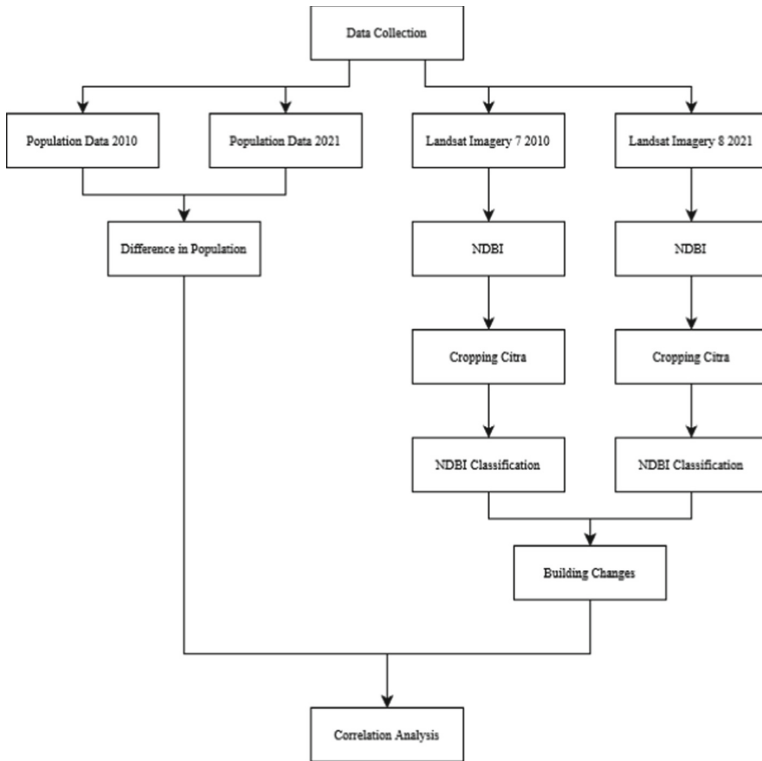 Data Collection
Population Data 2010
Population Data 2021
Landsat Imagery 7 2010
Landsat Imagery 8 2021
Difference in Population
NDBI
NDBI
Cropping Citra
Cropping Citra
NDBI Classification
NDBI Classification
Building Changes
Correlation Analysis